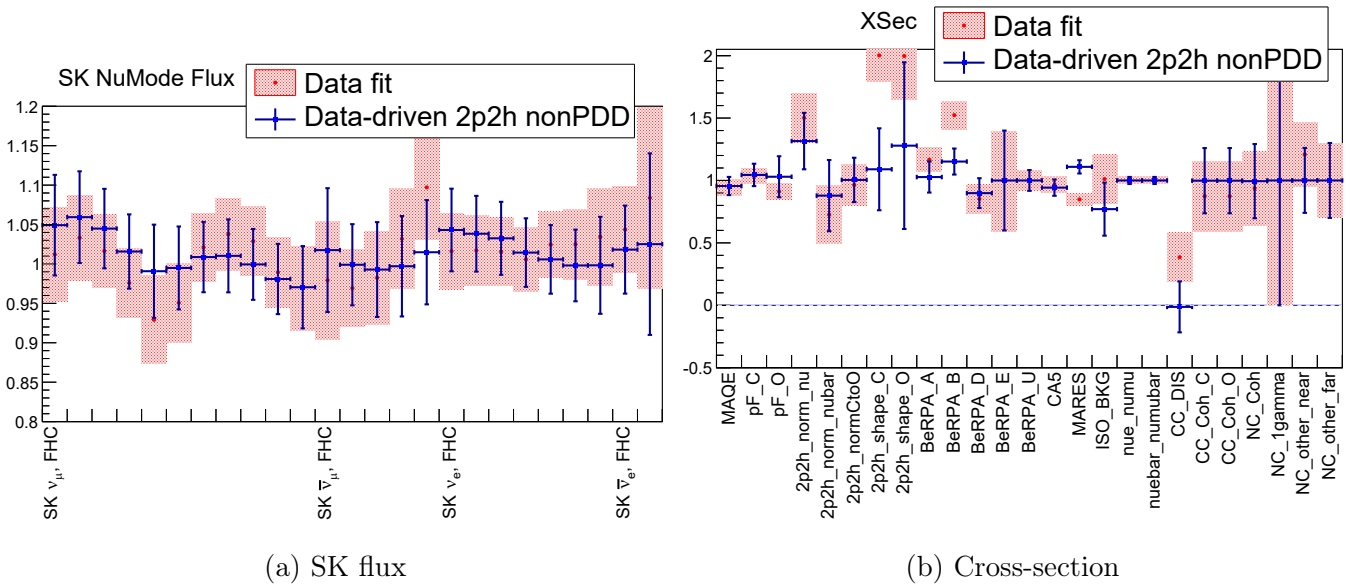 SK NuMode Flux
Data fit
Data-driven 2p2h nonPDD
1.2
1.15
1.1
1.05
1
0.95
0.9
0.85
0.8
SK ν_μ, FHC
SK ν̅_μ, FHC
SK ν_e, FHC
SK ν̅_e, FHC
(a) SK flux
XSec
Data fit
Data-driven 2p2h nonPDD
2
1.5
1
0.5
0
-0.5
MAQE
pF_C
pF_O
2p2h_norm_nu
2p2h_norm_nubar
2p2h_normCtoO
2p2h_shape_C
2p2h_shape_O
BeRPA_A
BeRPA_B
BeRPA_D
BeRPA_E
BeRPA_U
CA5
MARES
ISO_BKG
nue_numu
nuebar_numubar
CC_DIS
CC_Coh_C
CC_Coh_O
NC_Coh
NC_1gamma
NC_other_near
NC_other_far
(b) Cross-section